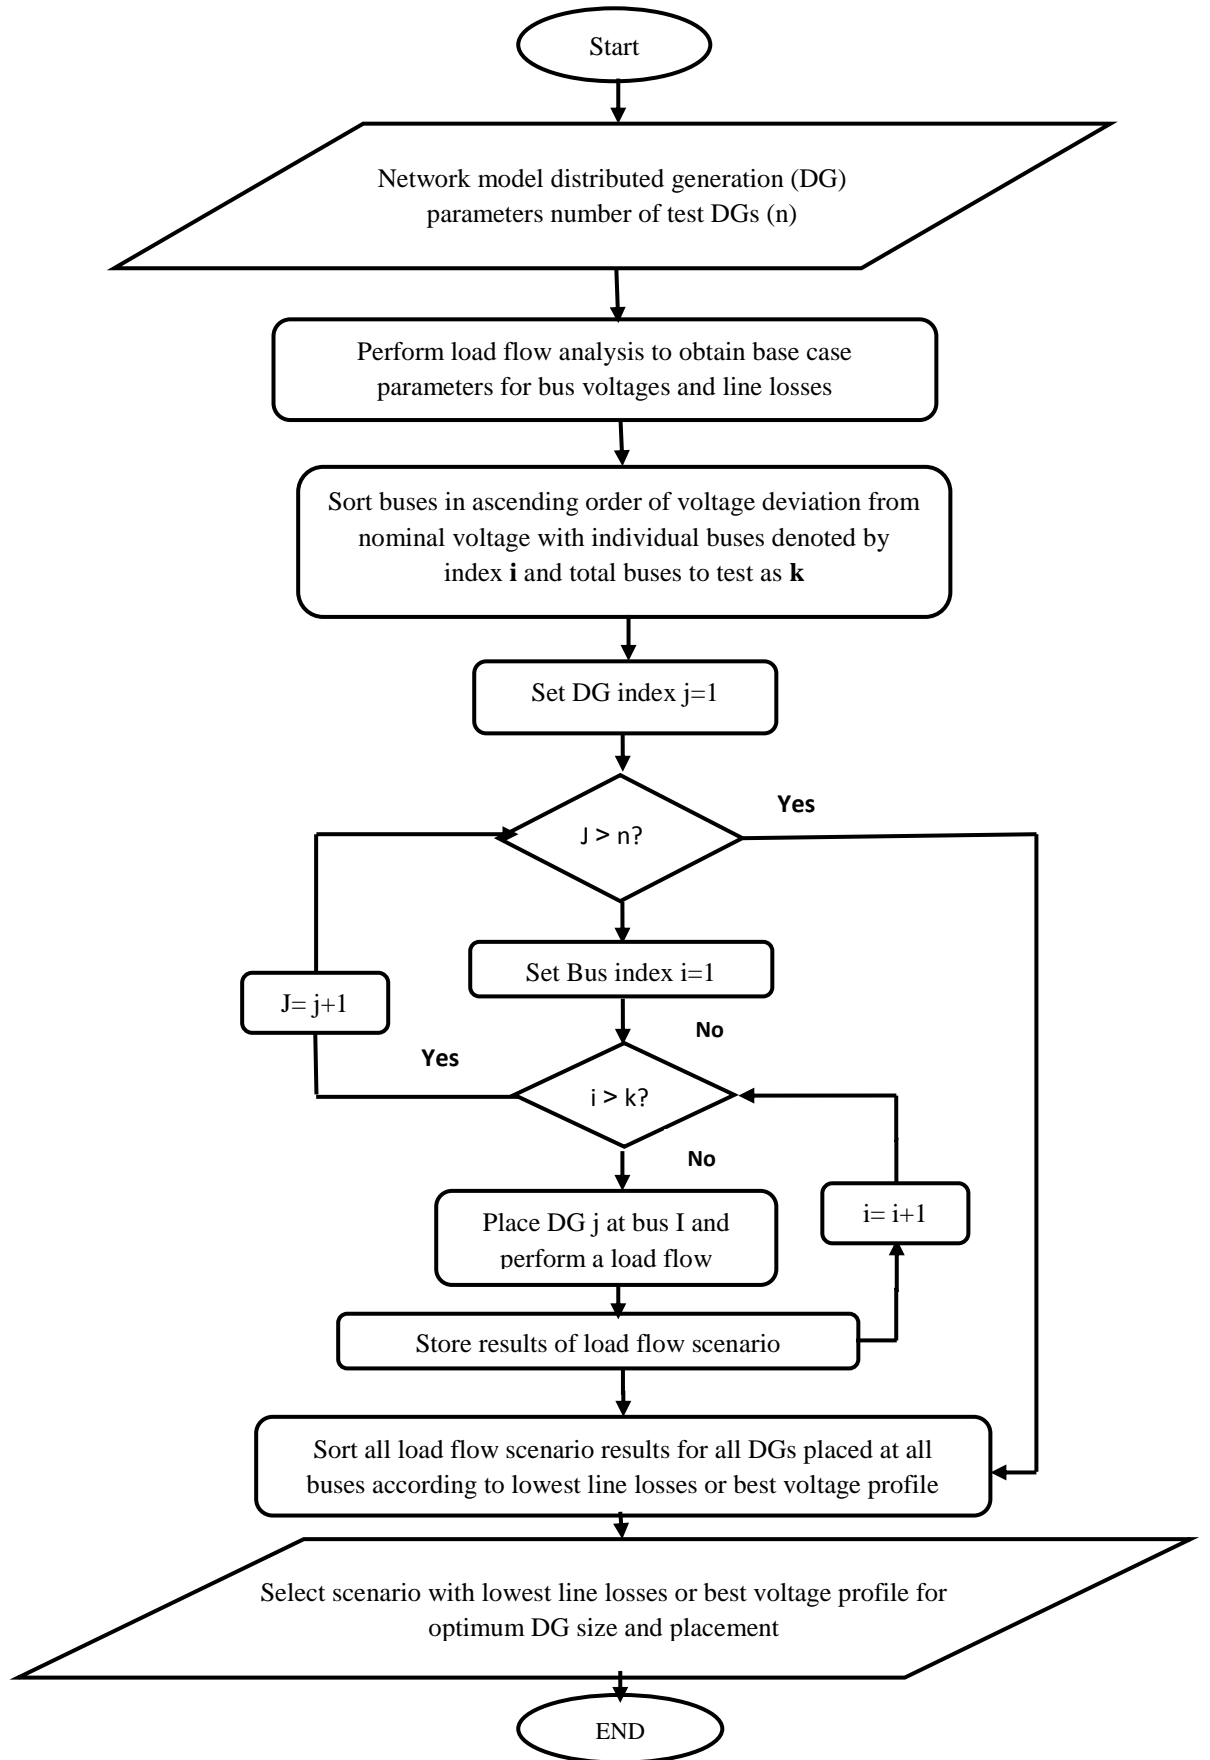 Start
Network model distributed generation (DG)
parameters number of test DGs (n)
Perform load flow analysis to obtain base case
parameters for bus voltages and line losses
Sort buses in ascending order of voltage deviation from
nominal voltage with individual buses denoted by
index i and total buses to test as k
Set DG index j=1
Yes
J > n?
Set Bus index i=1
J= j+1
No
Yes
i > k?
No
Place DG j at bus I and
perform a load flow
i= i+1
Store results of load flow scenario
Sort all load flow scenario results for all DGs placed at all
buses according to lowest line losses or best voltage profile
Select scenario with lowest line losses or best voltage profile for
optimum DG size and placement
END